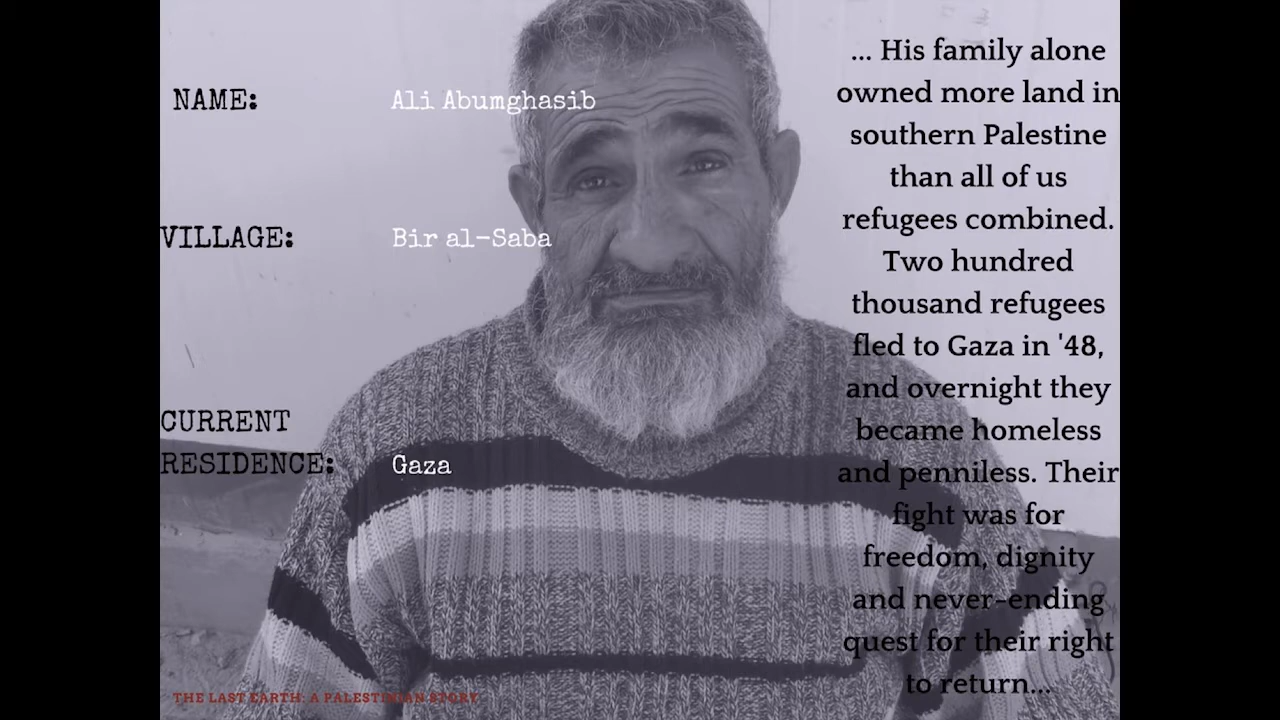 NAME: Ali Abumghasib
VILLAGE: Bir al-Saba
CURRENT
RESIDENCE: Gaza
... His family alone
owned more land in
southern Palestine
than all of us
refugees combined.
Two hundred
thousand refugees
fled to Gaza in '48,
and overnight they
became homeless
and penniless. Their
fight was for
freedom, dignity
and never-ending
quest for their right
to return...
THE LAST EARTH: A PALESTINIAN STORY